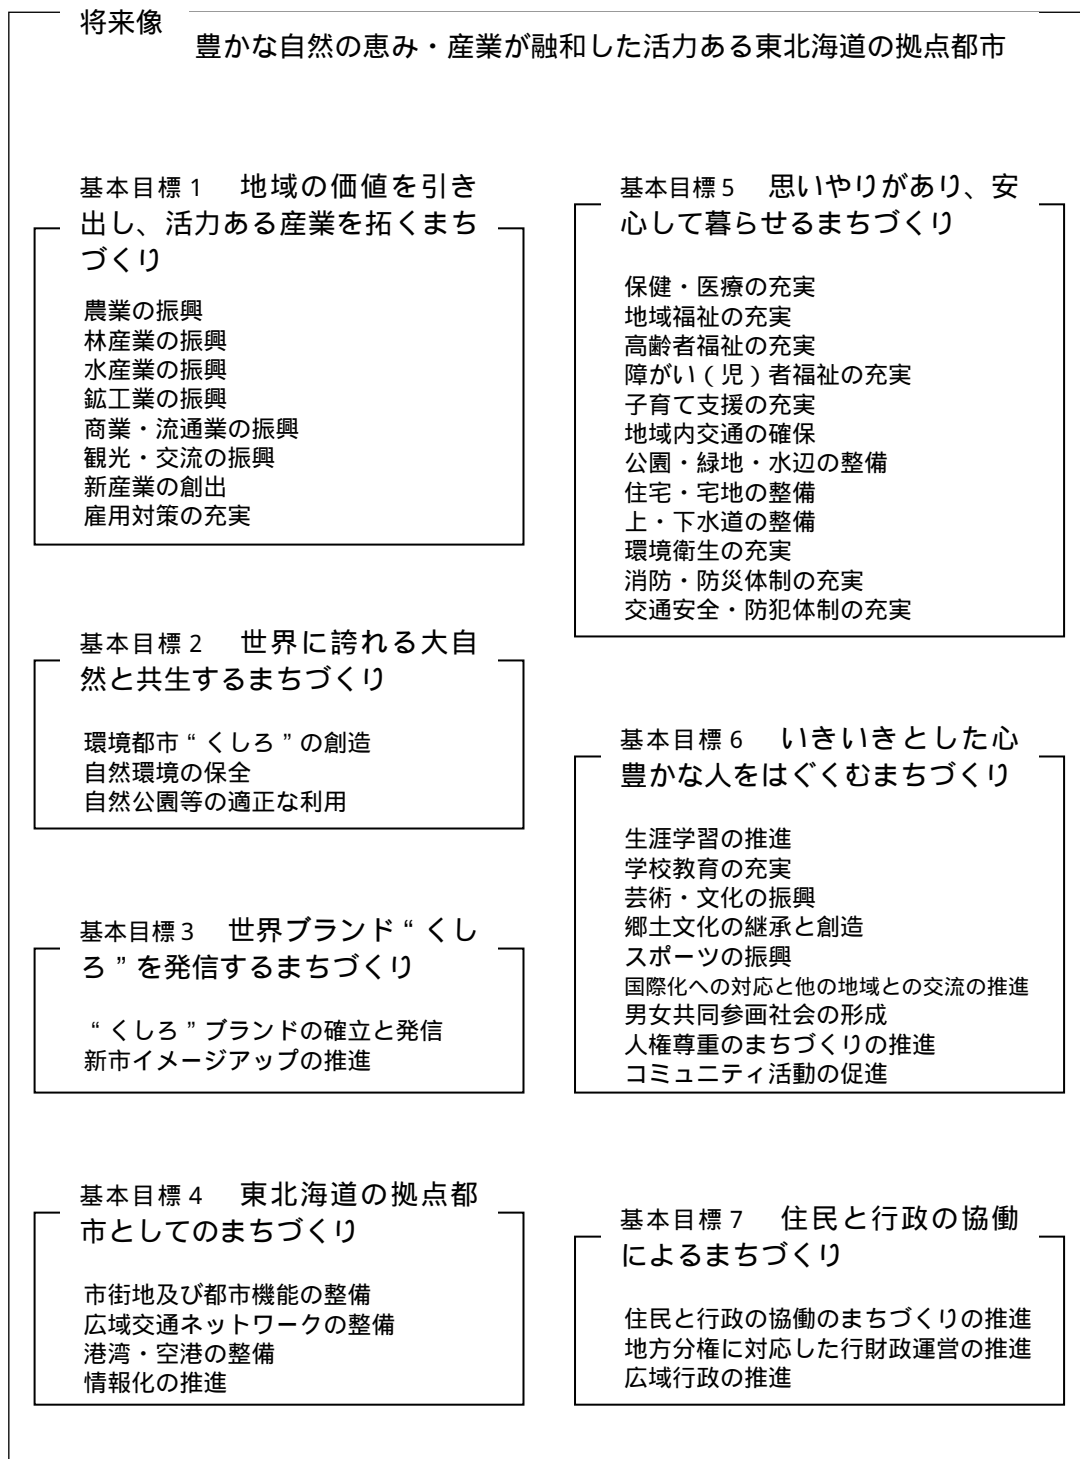 将来像
豊かな自然の恵み・産業が融和した活力ある東北海道の拠点都市
基本目標1 地域の価値を引き
出し、活力ある産業を拓くまち
づくり
農業の振興
林産業の振興
水産業の振興
鉱工業の振興
商業・流通業の振興
観光・交流の振興
新産業の創出
雇用対策の充実
基本目標2 世界に誇れる大自
然と共生するまちづくり
環境都市“くしろ”の創造
自然環境の保全
自然公園等の適正な利用
基本目標3 世界ブランド“くし
ろ”を発信するまちづくり
“くしろ”ブランドの確立と発信
新市イメージアップの推進
基本目標4 東北海道の拠点都
市としてのまちづくり
市街地及び都市機能の整備
広域交通ネットワークの整備
港湾・空港の整備
情報化の推進
基本目標5 思いやりがあり、安
心して暮らせるまちづくり
保健・医療の充実
地域福祉の充実
高齢者福祉の充実
障がい(児)者福祉の充実
子育て支援の充実
地域内交通の確保
公園・緑地・水辺の整備
住宅・宅地の整備
上・下水道の整備
環境衛生の充実
消防・防災体制の充実
交通安全・防犯体制の充実
基本目標6 いきいきとした心
豊かな人をはぐくむまちづくり
生涯学習の推進
学校教育の充実
芸術・文化の振興
郷土文化の継承と創造
スポーツの振興
国際化への対応と他の地域との交流の推進
男女共同参画社会の形成
人権尊重のまちづくりの推進
コミュニティ活動の促進
基本目標7 住民と行政の協働
によるまちづくり
住民と行政の協働のまちづくりの推進
地方分権に対応した行財政運営の推進
広域行政の推進